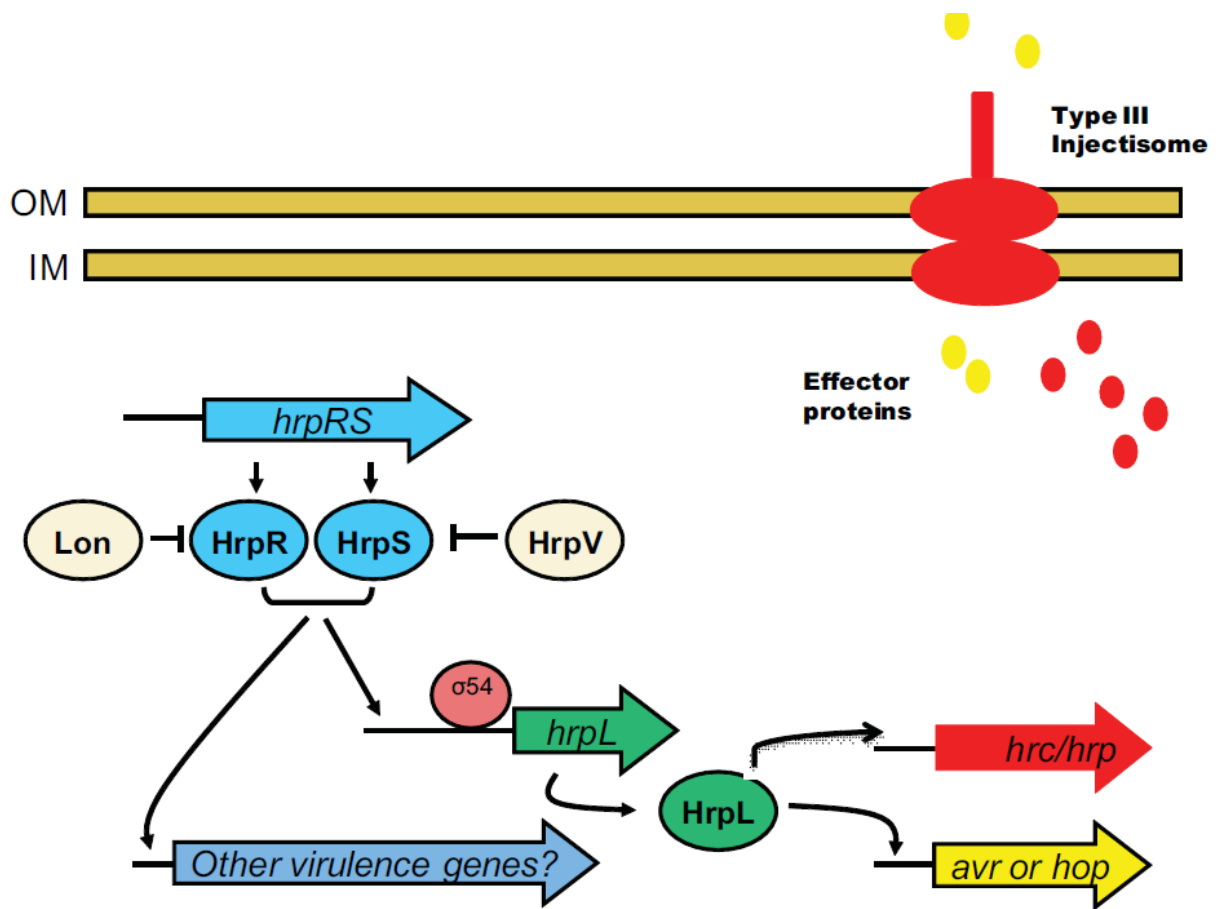 Type III
Injectisome
OM
IM
Effector
proteins
hrpRS
Lon
HrpR
HrpS
HrpV
σ54
hrpL
HrpL
hrc/hrp
Other virulence genes?
avr or hop